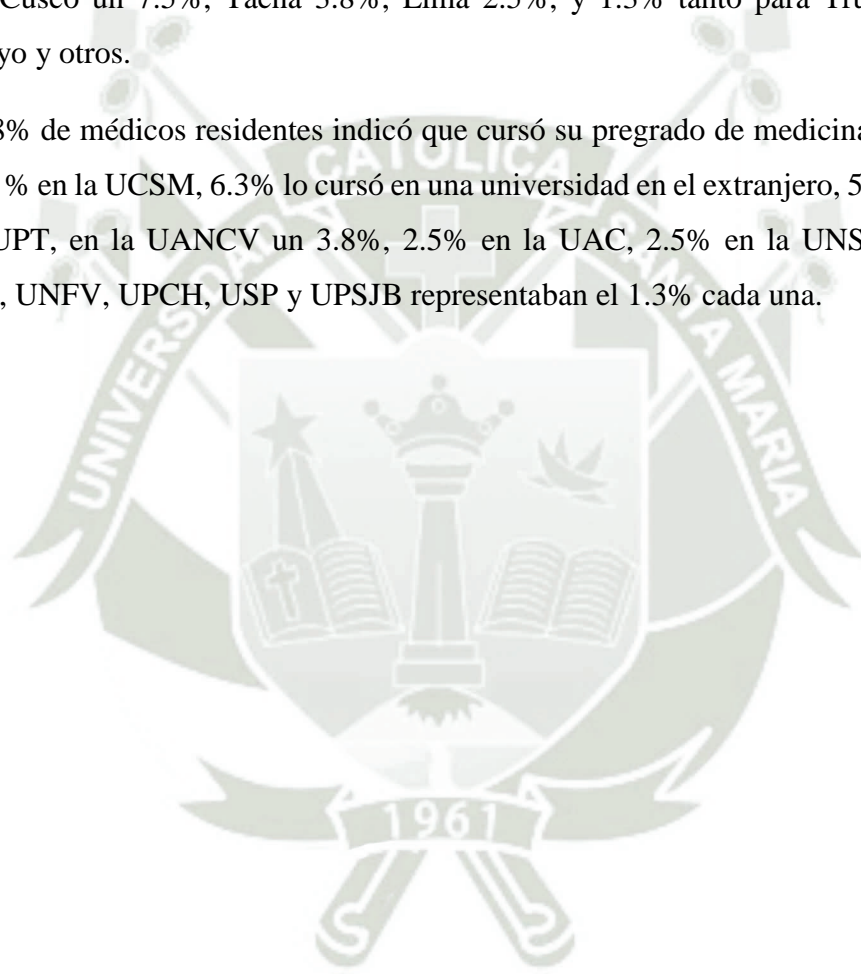 Cusco un 7.5%, Tacna 3.8%, Lima 2.5%, y 1.3% tanto para Tru
yo y otros.
8% de médicos residentes indicó que cursó su pregrado de medicina
1 % en la UCSM, 6.3% lo cursó en una universidad en el extranjero, 5
UPT, en la UANCV un 3.8%, 2.5% en la UAC, 2.5% en la UNS
, UNFV, UPCH, USP y UPSJB representaban el 1.3% cada una.
UNIVERSIDAD CATOLICA SANTA MARIA
1961